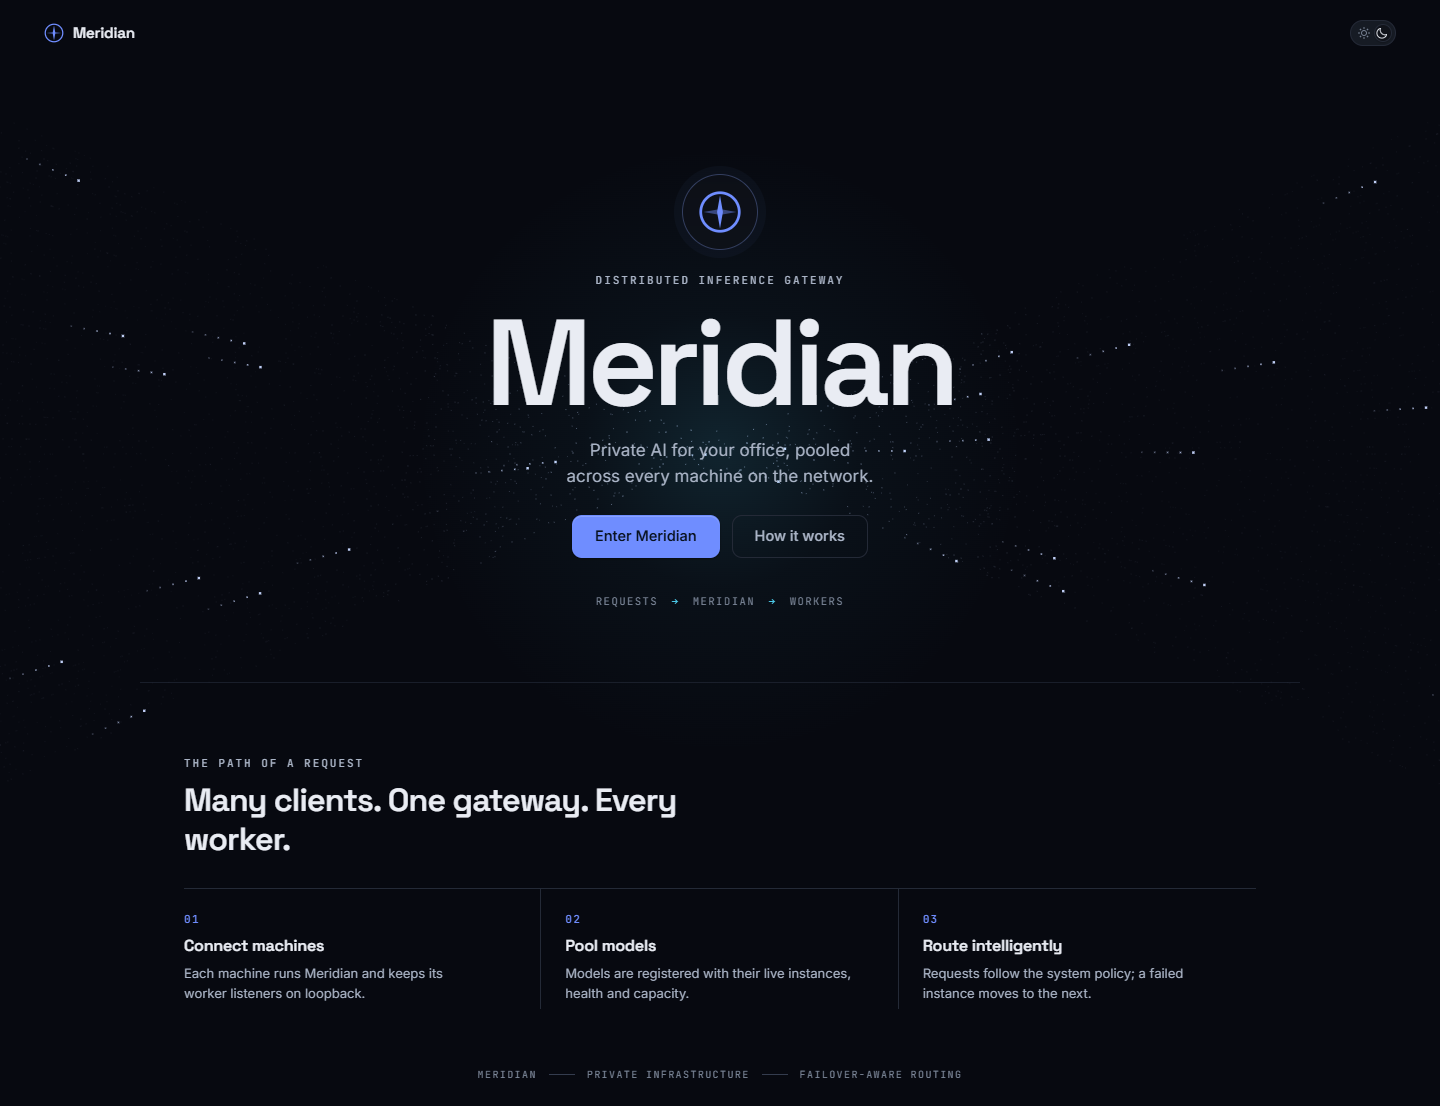 Meridian
DISTRIBUTED INFERENCE GATEWAY
Meridian
Private AI for your office, pooled
across every machine on the network.
Enter Meridian
How it works
REQUESTS → MERIDIAN → WORKERS
THE PATH OF A REQUEST
Many clients. One gateway. Every
worker.
01
Connect machines
Each machine runs Meridian and keeps its
worker listeners on loopback.
02
Pool models
Models are registered with their live instances,
health and capacity.
03
Route intelligently
Requests follow the system policy; a failed
instance moves to the next.
MERIDIAN — PRIVATE INFRASTRUCTURE — FAILOVER-AWARE ROUTING